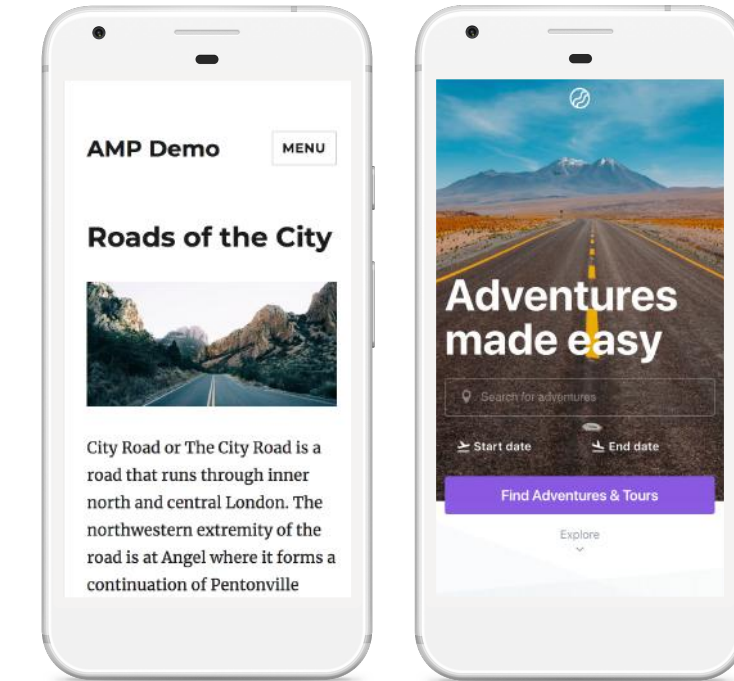 AMP Demo
MENU
Roads of the City
City Road or The City Road is a
road that runs through inner
north and central London. The
northwestern extremity of the
road is at Angel where it forms a
continuation of Pentonville
Adventures
made easy
Search for adventures
Start date
End date
Find Adventures & Tours
Explore